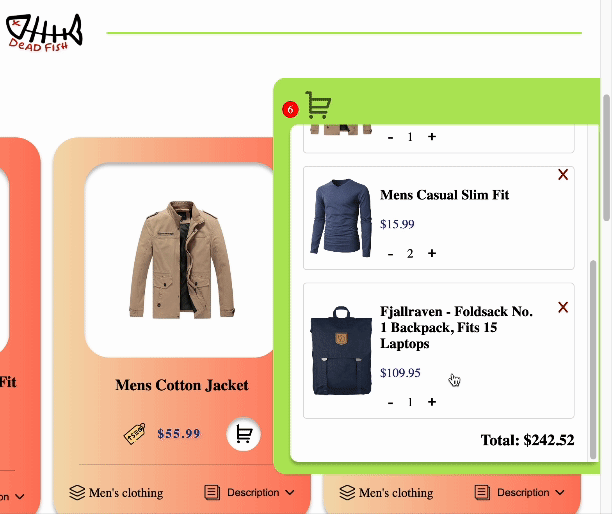 DeAD FiSH
6
- 1 +
X
Mens Casual Slim Fit
$15.99
- 2 +
X
Fjallraven - Foldsack No.
1 Backpack, Fits 15
Laptops
$109.95
- 1 +
Total: $242.52
Fit
Mens Cotton Jacket
$55.99
on
Men's clothing
Description
Men's clothing
Description